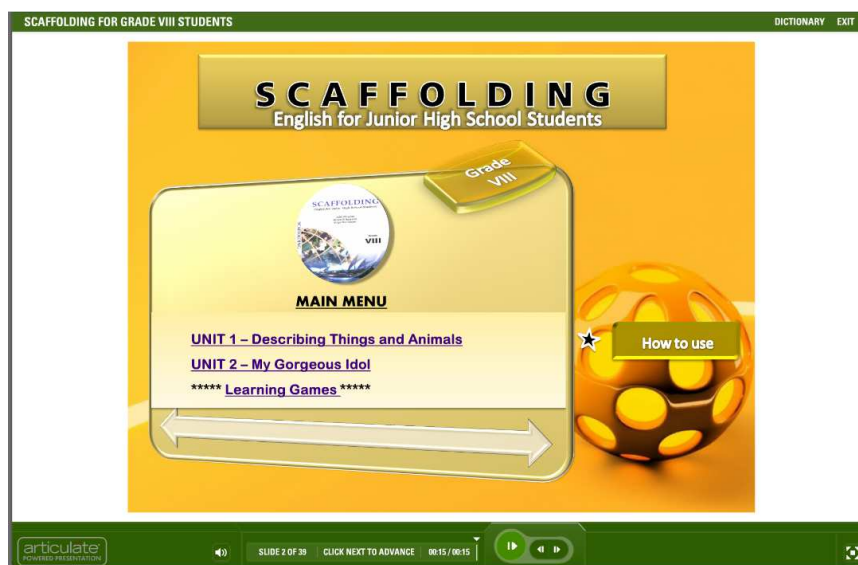 SCAFFOLDING FOR GRADE VIII STUDENTS
DICTIONARY EXIT
SCAFFOLDING
English for Junior High School Students
Grade
VIII
SCAFFOLDING
VIII
MAIN MENU
UNIT 1 – Describing Things and Animals
UNIT 2 – My Gorgeous Idol
***** Learning Games *****
How to use
articulate
POWERED PRESENTATION
SLIDE 2 OF 39
CLICK NEXT TO ADVANCE
00:15 / 00:15